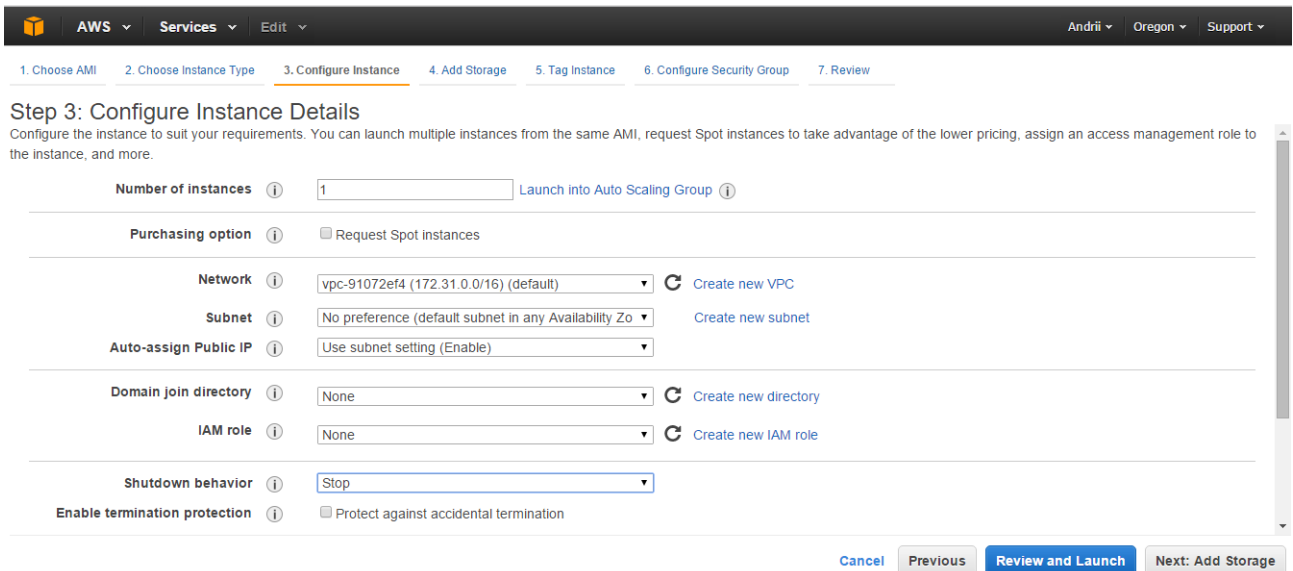 AWS Services Edit Andrii Oregon Support
1. Choose AMI 2. Choose Instance Type 3. Configure Instance 4. Add Storage 5. Tag Instance 6. Configure Security Group 7. Review
Step 3: Configure Instance Details
Configure the instance to suit your requirements. You can launch multiple instances from the same AMI, request Spot instances to take advantage of the lower pricing, assign an access management role to
the instance, and more.
Number of instances i 1 Launch into Auto Scaling Group i
Purchasing option i Request Spot instances
Network i vpc-91072ef4 (172.31.0.0/16) (default) Create new VPC
Subnet i No preference (default subnet in any Availability Zo Create new subnet
Auto-assign Public IP i Use subnet setting (Enable)
Domain join directory i None Create new directory
IAM role i None Create new IAM role
Shutdown behavior i Stop
Enable termination protection i Protect against accidental termination
Cancel Previous Review and Launch Next: Add Storage